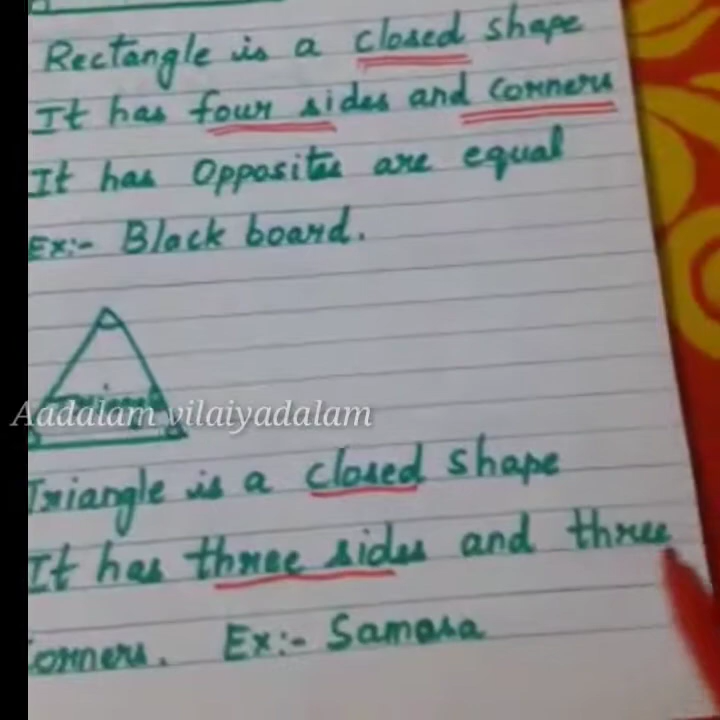 Rectangle is a closed shape
It has four sides and corners
It has Opposites are equal
Ex:- Black board.
Triangle
Aadalam vilaiyadalam
Triangle is a closed shape
It has three sides and three
corners. Ex:- Samosa